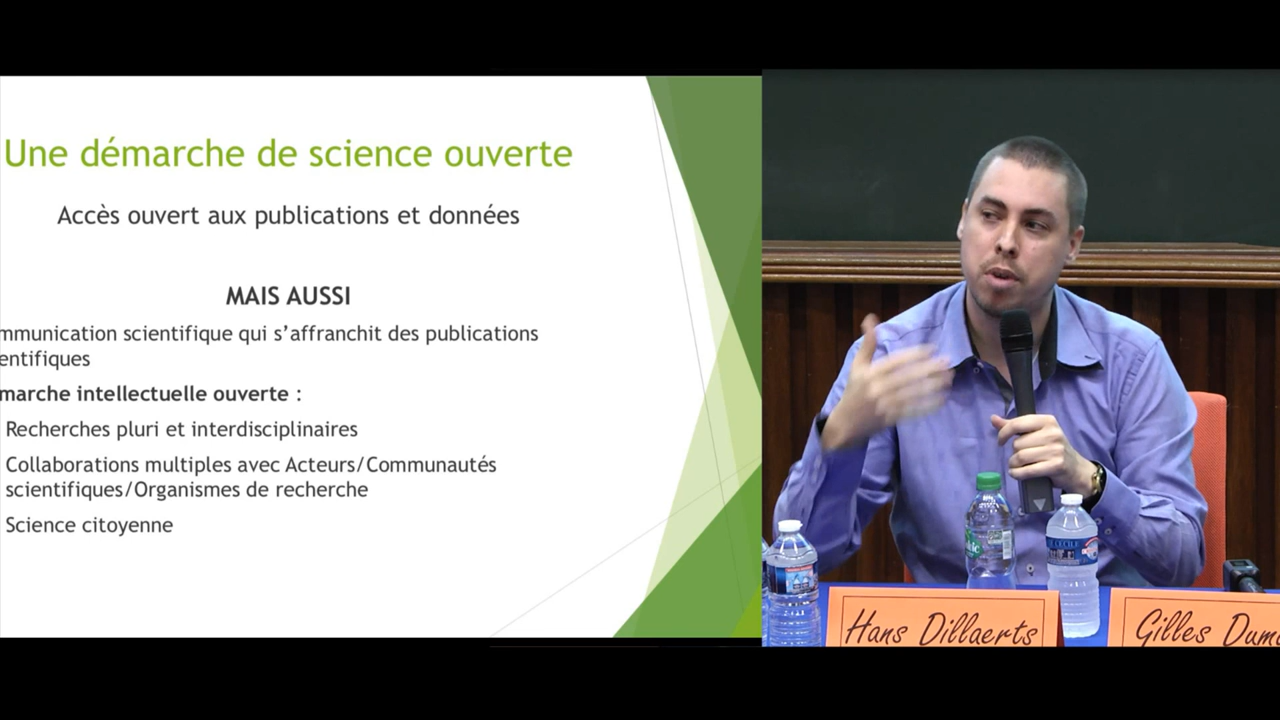 Une démarche de science ouverte
Accès ouvert aux publications et données
MAIS AUSSI
mmunication scientifique qui s'affranchit des publications
entifiques
marche intellectuelle ouverte :
Recherches pluri et interdisciplinaires
Collaborations multiples avec Acteurs/Communautés
scientifiques/Organismes de recherche
Science citoyenne
Hans Dillaerts
Gilles Dum